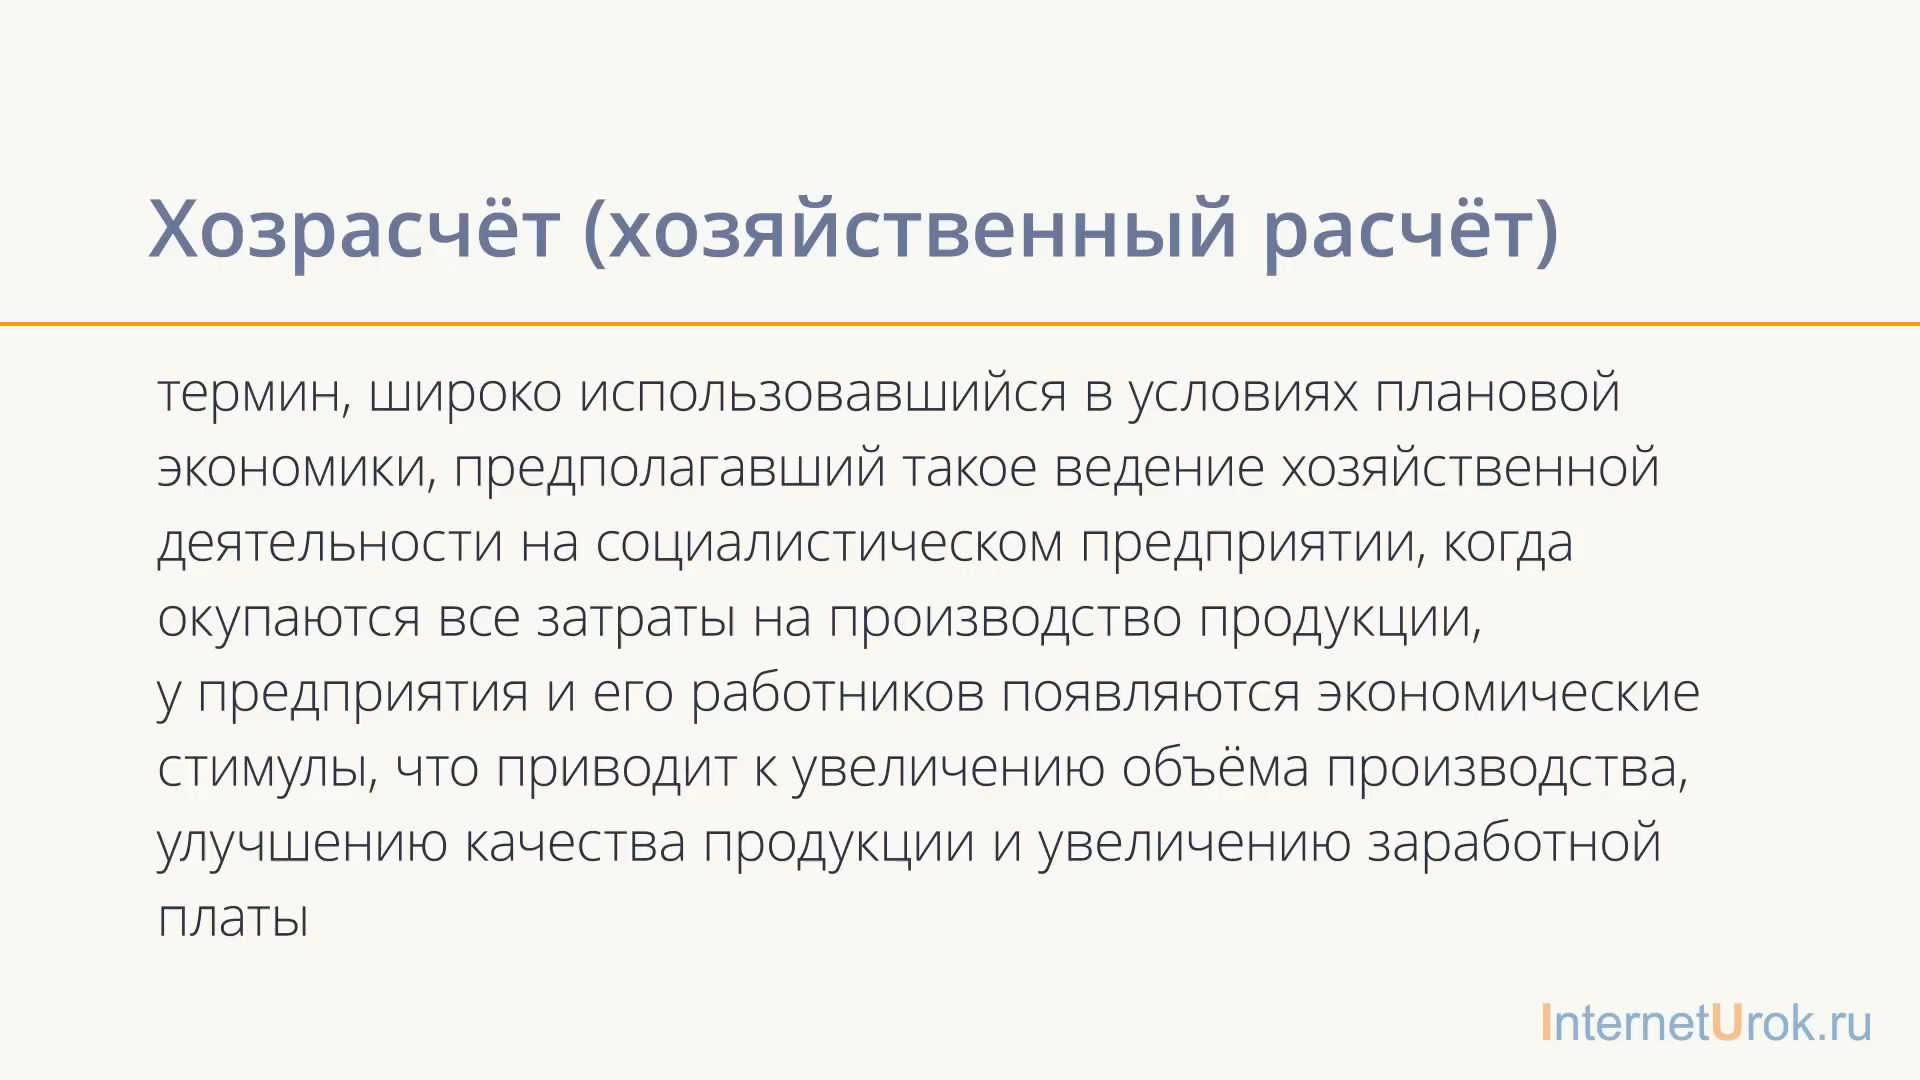 Хозрасчёт (хозяйственный расчёт)
термин, широко использовавшийся в условиях плановой
экономики, предполагавший такое ведение хозяйственной
деятельности на социалистическом предприятии, когда
окупаются все затраты на производство продукции,
у предприятия и его работников появляются экономические
стимулы, что приводит к увеличению объёма производства,
улучшению качества продукции и увеличению заработной
платы
InternetUrok.ru